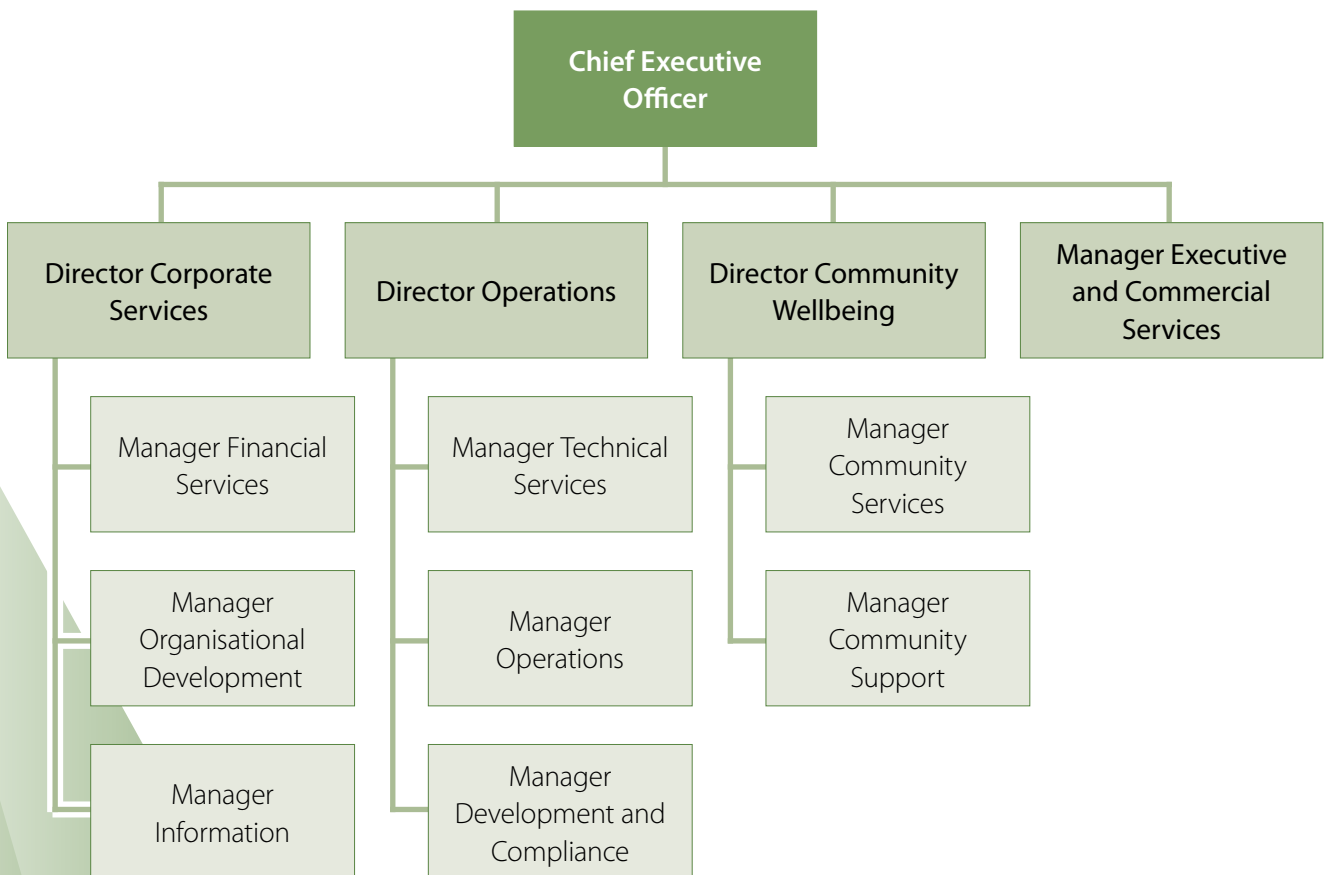 Chief Executive
Officer
Director Corporate
Services
Director Operations
Director Community
Wellbeing
Manager Executive
and Commercial
Services
Manager Financial
Services
Manager Technical
Services
Manager
Community
Services
Manager
Organisational
Development
Manager
Operations
Manager
Community
Support
Manager
Information
Manager
Development and
Compliance